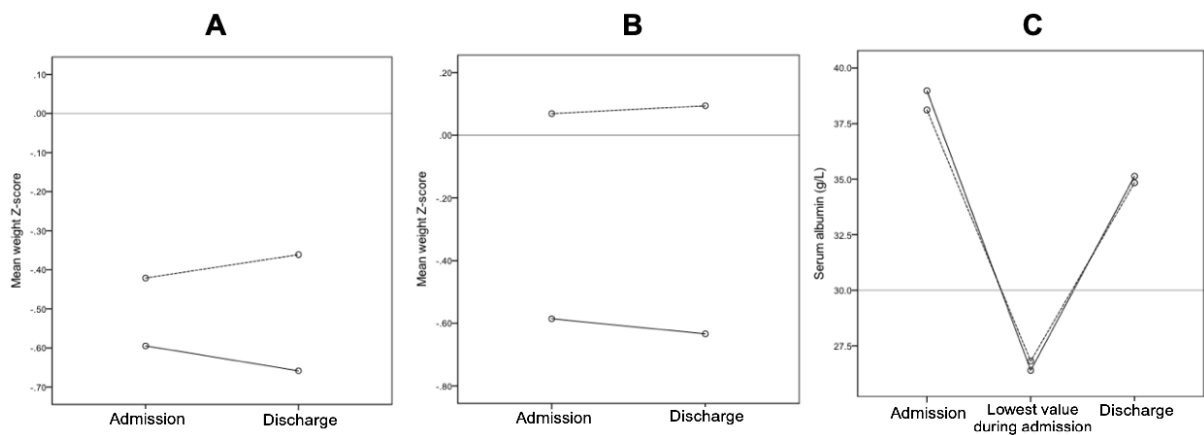 A
Mean weight Z-score
.10
.00
-.10
-.20
-.30
-.40
-.50
-.60
-.70
Admission
Discharge
B
Mean weight Z-score
.20
.00
-.20
-.40
-.60
-.80
Admission
Discharge
C
Serum albumin (g/L)
40.0
37.5
35.0
32.5
30.0
27.5
Admission
Lowest value
during admission
Discharge